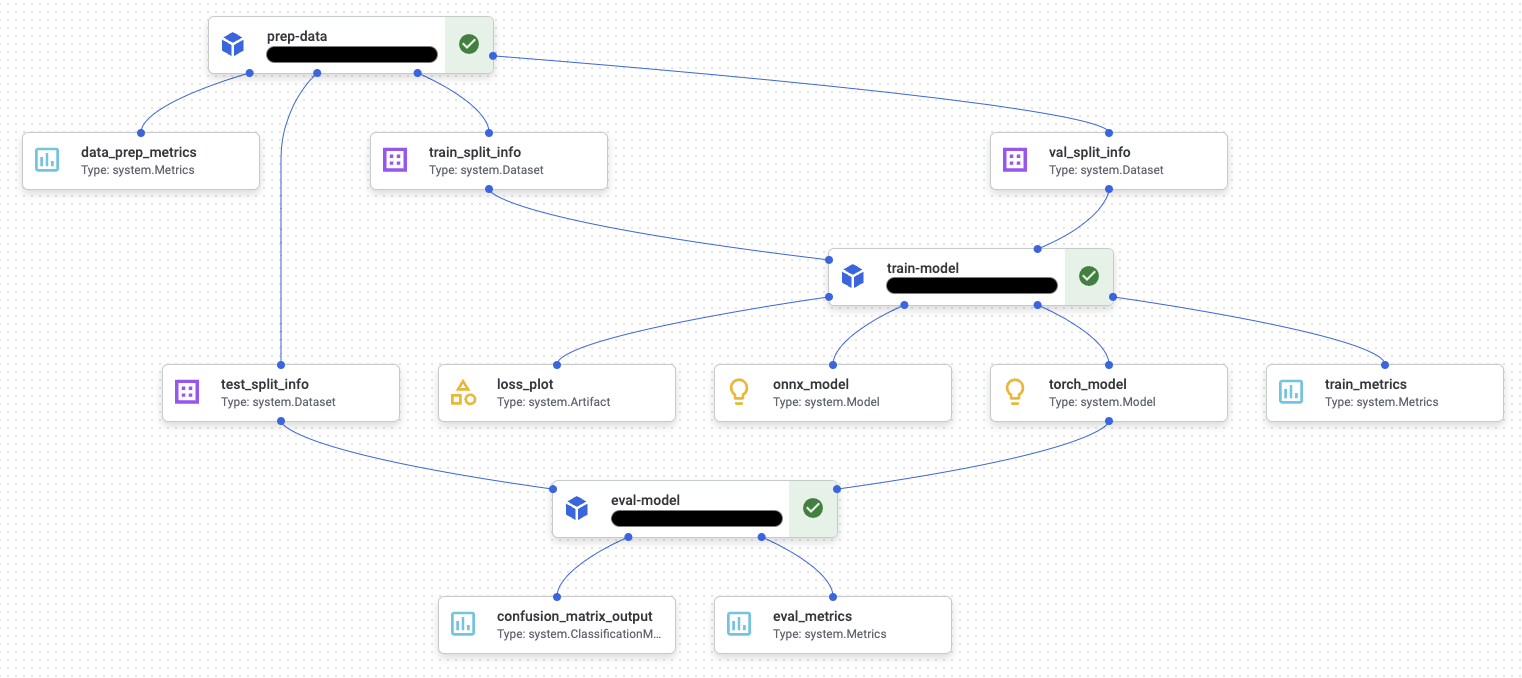 prep-data
data_prep_metrics
Type: system.Metrics
train_split_info
Type: system.Dataset
val_split_info
Type: system.Dataset
train-model
test_split_info
Type: system.Dataset
loss_plot
Type: system.Artifact
onnx_model
Type: system.Model
torch_model
Type: system.Model
train_metrics
Type: system.Metrics
eval-model
confusion_matrix_output
Type: system.ClassificationM...
eval_metrics
Type: system.Metrics